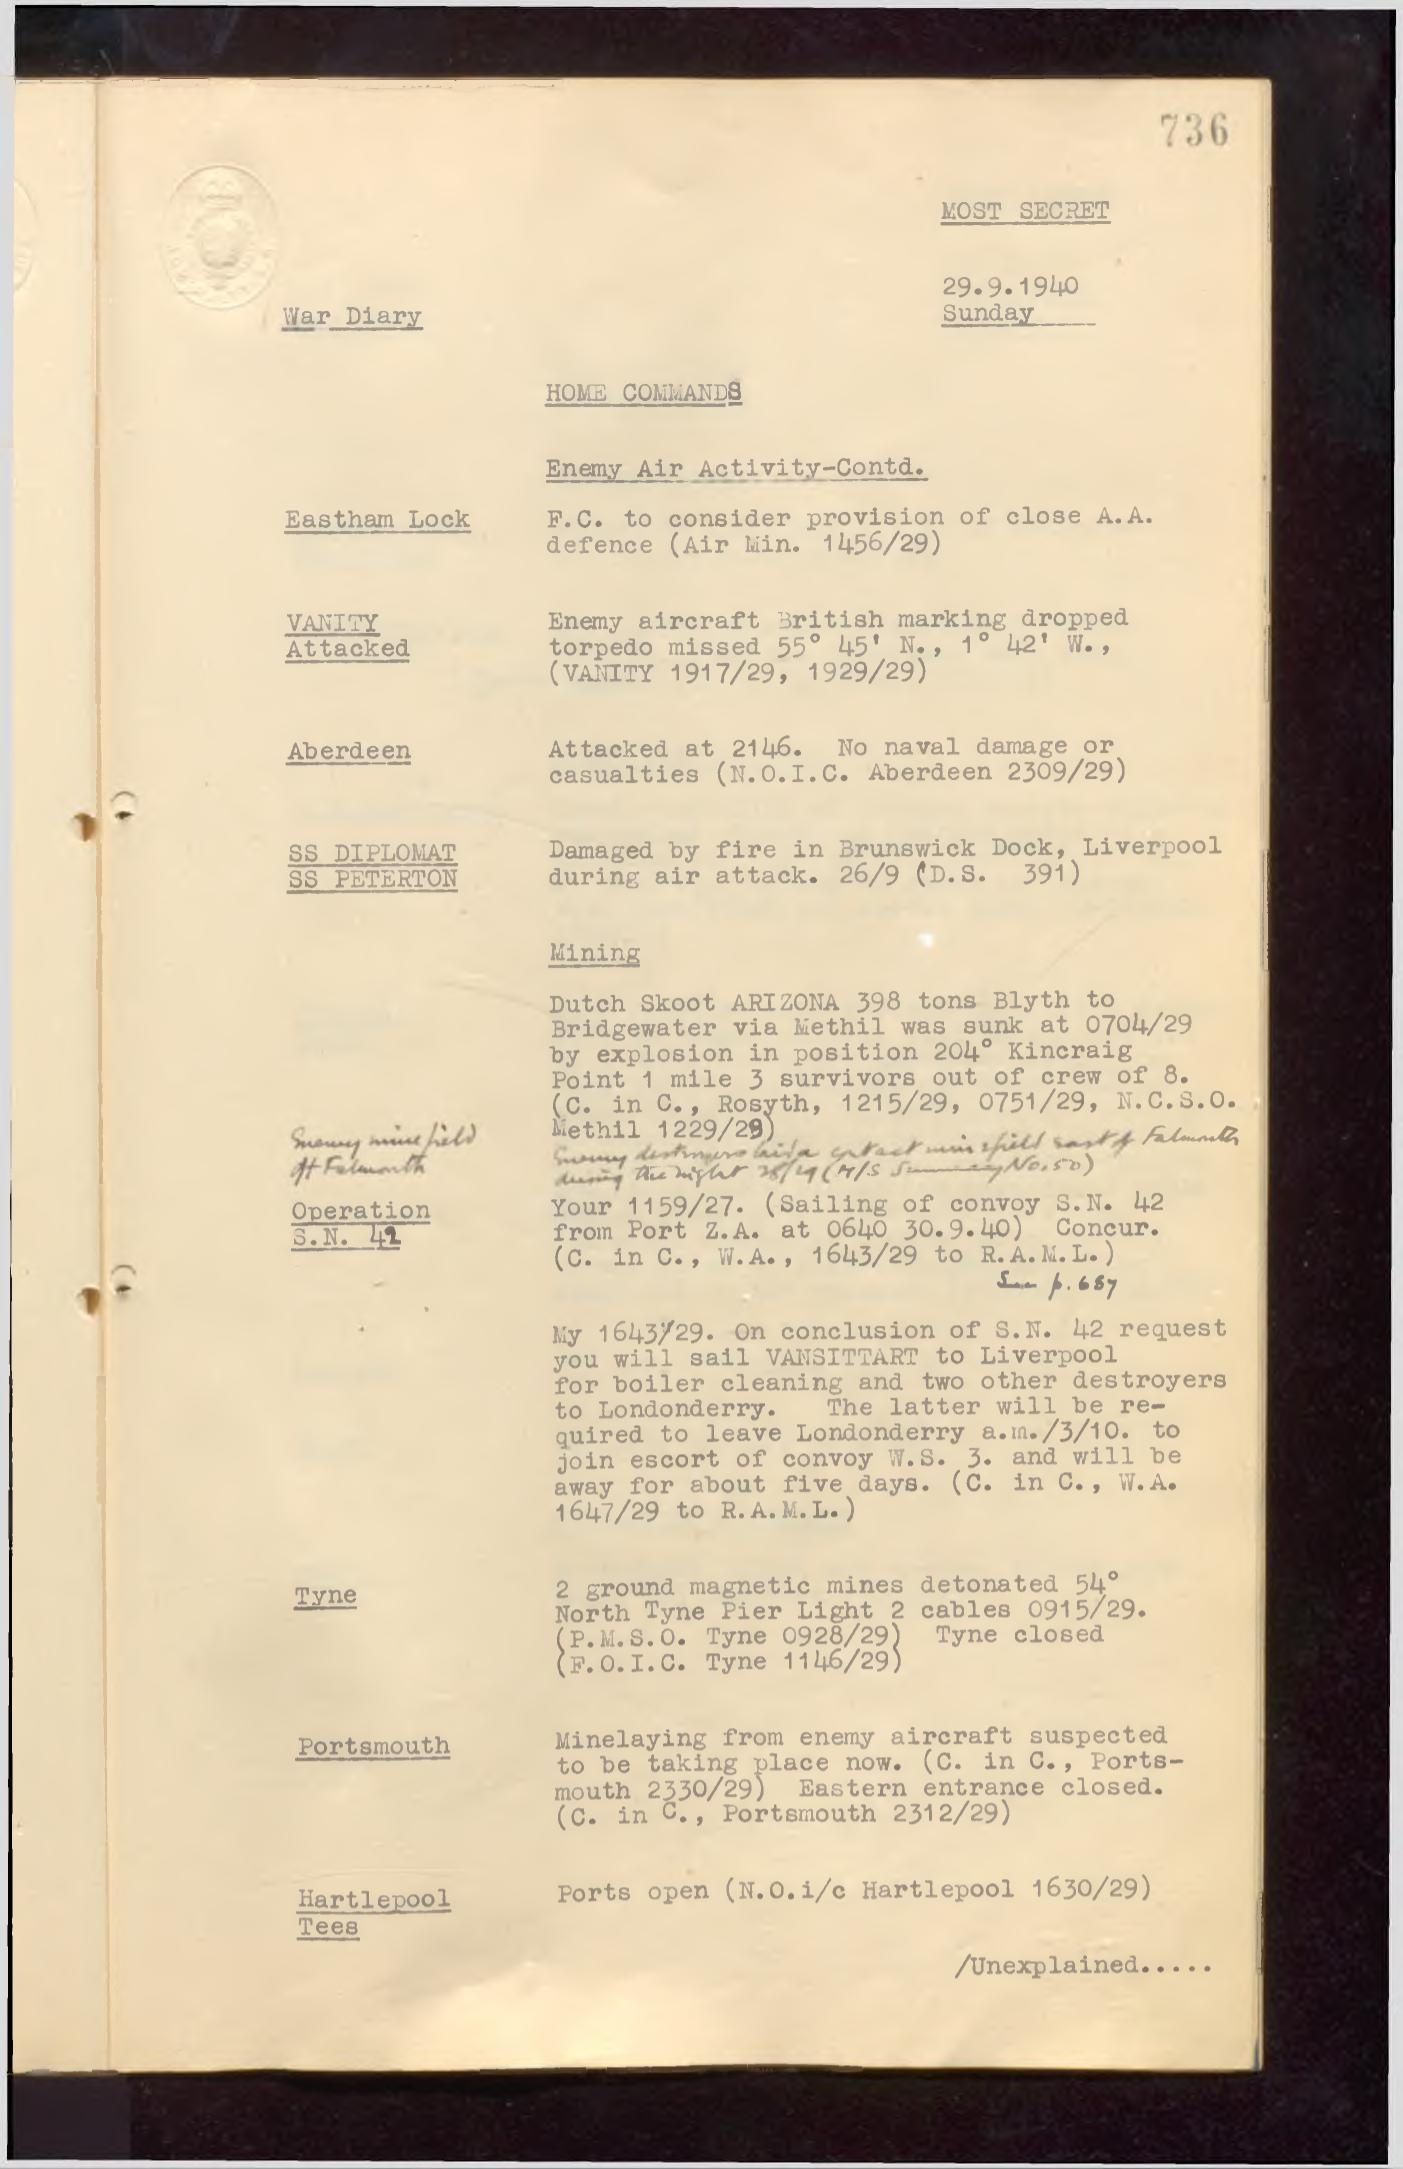 736
MOST SECRET
29.9.1940
War Diary
Sunday
HOME COMMANDS
Enemy Air Activity-Contd.
Eastham Lock
F.C. to consider provision of close A.A.
defence (Air Min. 1456/29)
VANITY
Attacked
Enemy aircraft British marking dropped
torpedo missed 55° 45' N., 1° 42' W.,
(VANITY 1917/29, 1929/29)
Aberdeen
Attacked at 2146. No naval damage or
casualties (N.O.I.C. Aberdeen 2309/29)
SS DIPLOMAT
SS PETERTON
Damaged by fire in Brunswick Dock, Liverpool
during air attack. 26/9 (D.S. 391)
Mining
Dutch Skoot ARIZONA 398 tons Blyth to
Bridgewater via Methil was sunk at 0704/29
by explosion in position 204° Kincraig
Point 1 mile 3 survivors out of crew of 8.
(C. in C., Rosyth, 1215/29, 0751/29, N.C.S.O.
Methil 1229/29)
Enemy minefield
off Falmouth
Enemy destroyers laid a contact minefield east of Falmouth
during the night 28/29 (M/S Summary No. 50)
Operation
S.N. 42
Your 1159/27. (Sailing of convoy S.N. 42
from Port Z.A. at 0640 30.9.40) Concur.
(C. in C., W.A., 1643/29 to R.A.M.L.)
See p. 687
My 1643/29. On conclusion of S.N. 42 request
you will sail VANSITTART to Liverpool
for boiler cleaning and two other destroyers
to Londonderry. The latter will be re-
quired to leave Londonderry a.m./3/10. to
join escort of convoy W.S. 3. and will be
away for about five days. (C. in C., W.A.
1647/29 to R.A.M.L.)
Tyne
2 ground magnetic mines detonated 54°
North Tyne Pier Light 2 cables 0915/29.
(P.M.S.O. Tyne 0928/29) Tyne closed
(F.O.I.C. Tyne 1146/29)
Portsmouth
Minelaying from enemy aircraft suspected
to be taking place now. (C. in C., Ports-
mouth 2330/29) Eastern entrance closed.
(C. in C., Portsmouth 2312/29)
Hartlepool
Tees
Ports open (N.O.i/c Hartlepool 1630/29)
/Unexplained.....